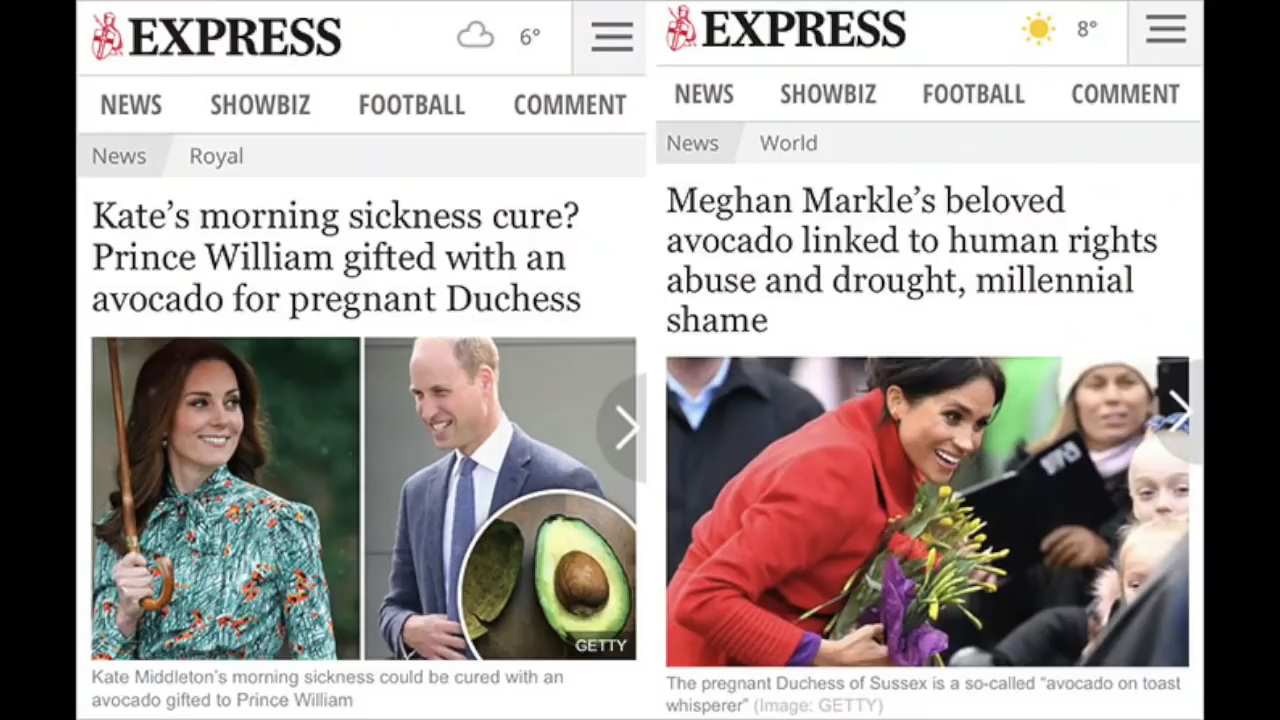 EXPRESS
6°
NEWS SHOWBIZ FOOTBALL COMMENT
News Royal
Kate’s morning sickness cure?
Prince William gifted with an
avocado for pregnant Duchess
GETTY
Kate Middleton's morning sickness could be cured with an
avocado gifted to Prince William
EXPRESS
8°
NEWS SHOWBIZ FOOTBALL COMMENT
News World
Meghan Markle’s beloved
avocado linked to human rights
abuse and drought, millennial
shame
The pregnant Duchess of Sussex is a so-called “avocado on toast
whisperer” (Image: GETTY)